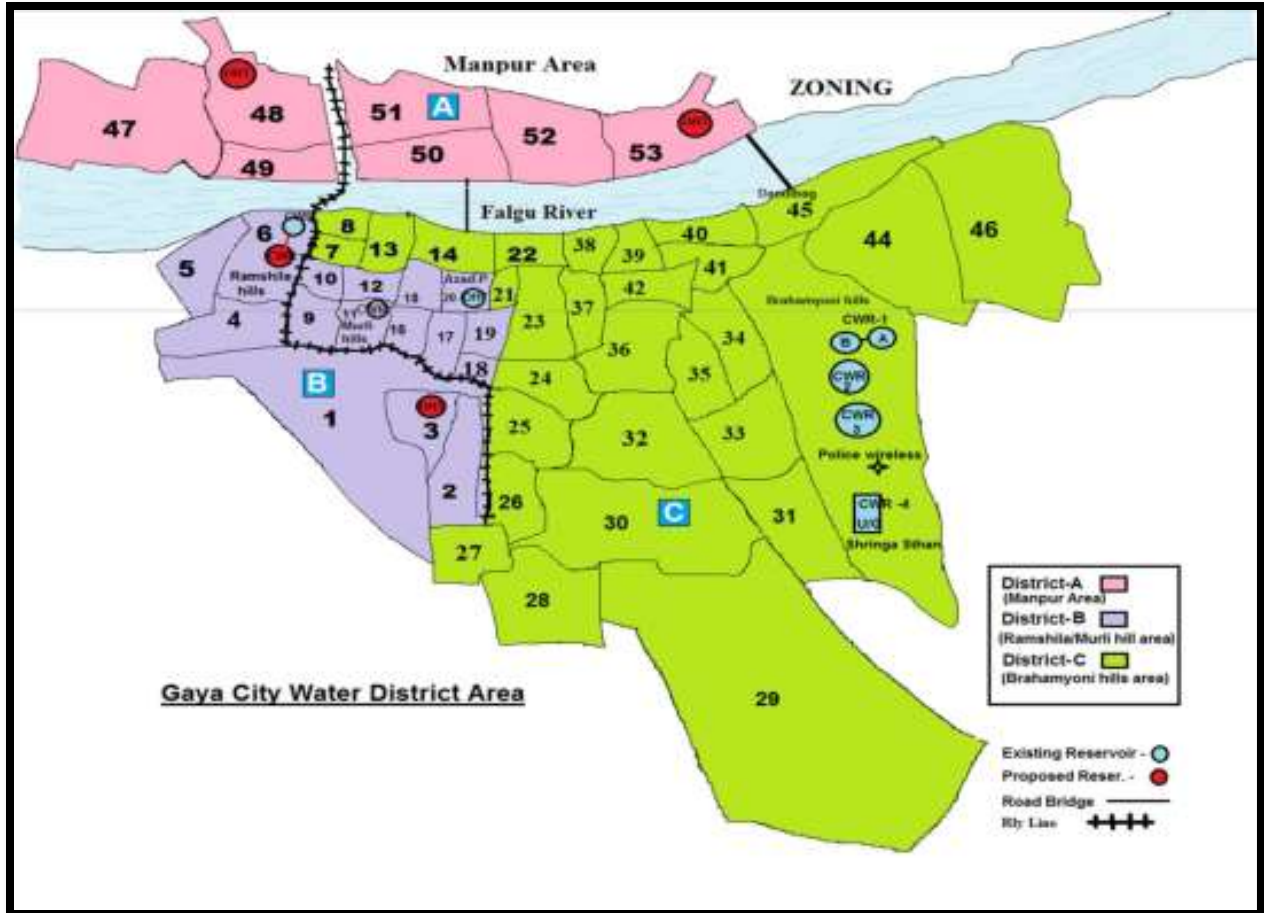 Manpur Area
ZONING
47
48
51
A
52
53
50
49
Falgu River
45
44
46
8
7
13
14
22
38
39
40
41
42
6
5
Ramshila
hills
4
10
12
Azad.P
20
21
23
37
9
Murli
hills
16
17
19
18
36
35
34
24
Brahamyoni hills
CWR-1
B
A
CWR
CWR
3
Police wireless
CWR -4
U/G
Shringa Sthan
B
1
3
2
25
32
33
26
30
C
31
27
28
29
District-A
(Manpur Area)
District-B
(Ramshila/Murli hill area)
District-C
(Brahamyoni hills area)
Gaya City Water District Area
Existing Reservoir -
Proposed Reser. -
Road Bridge
Rly Line